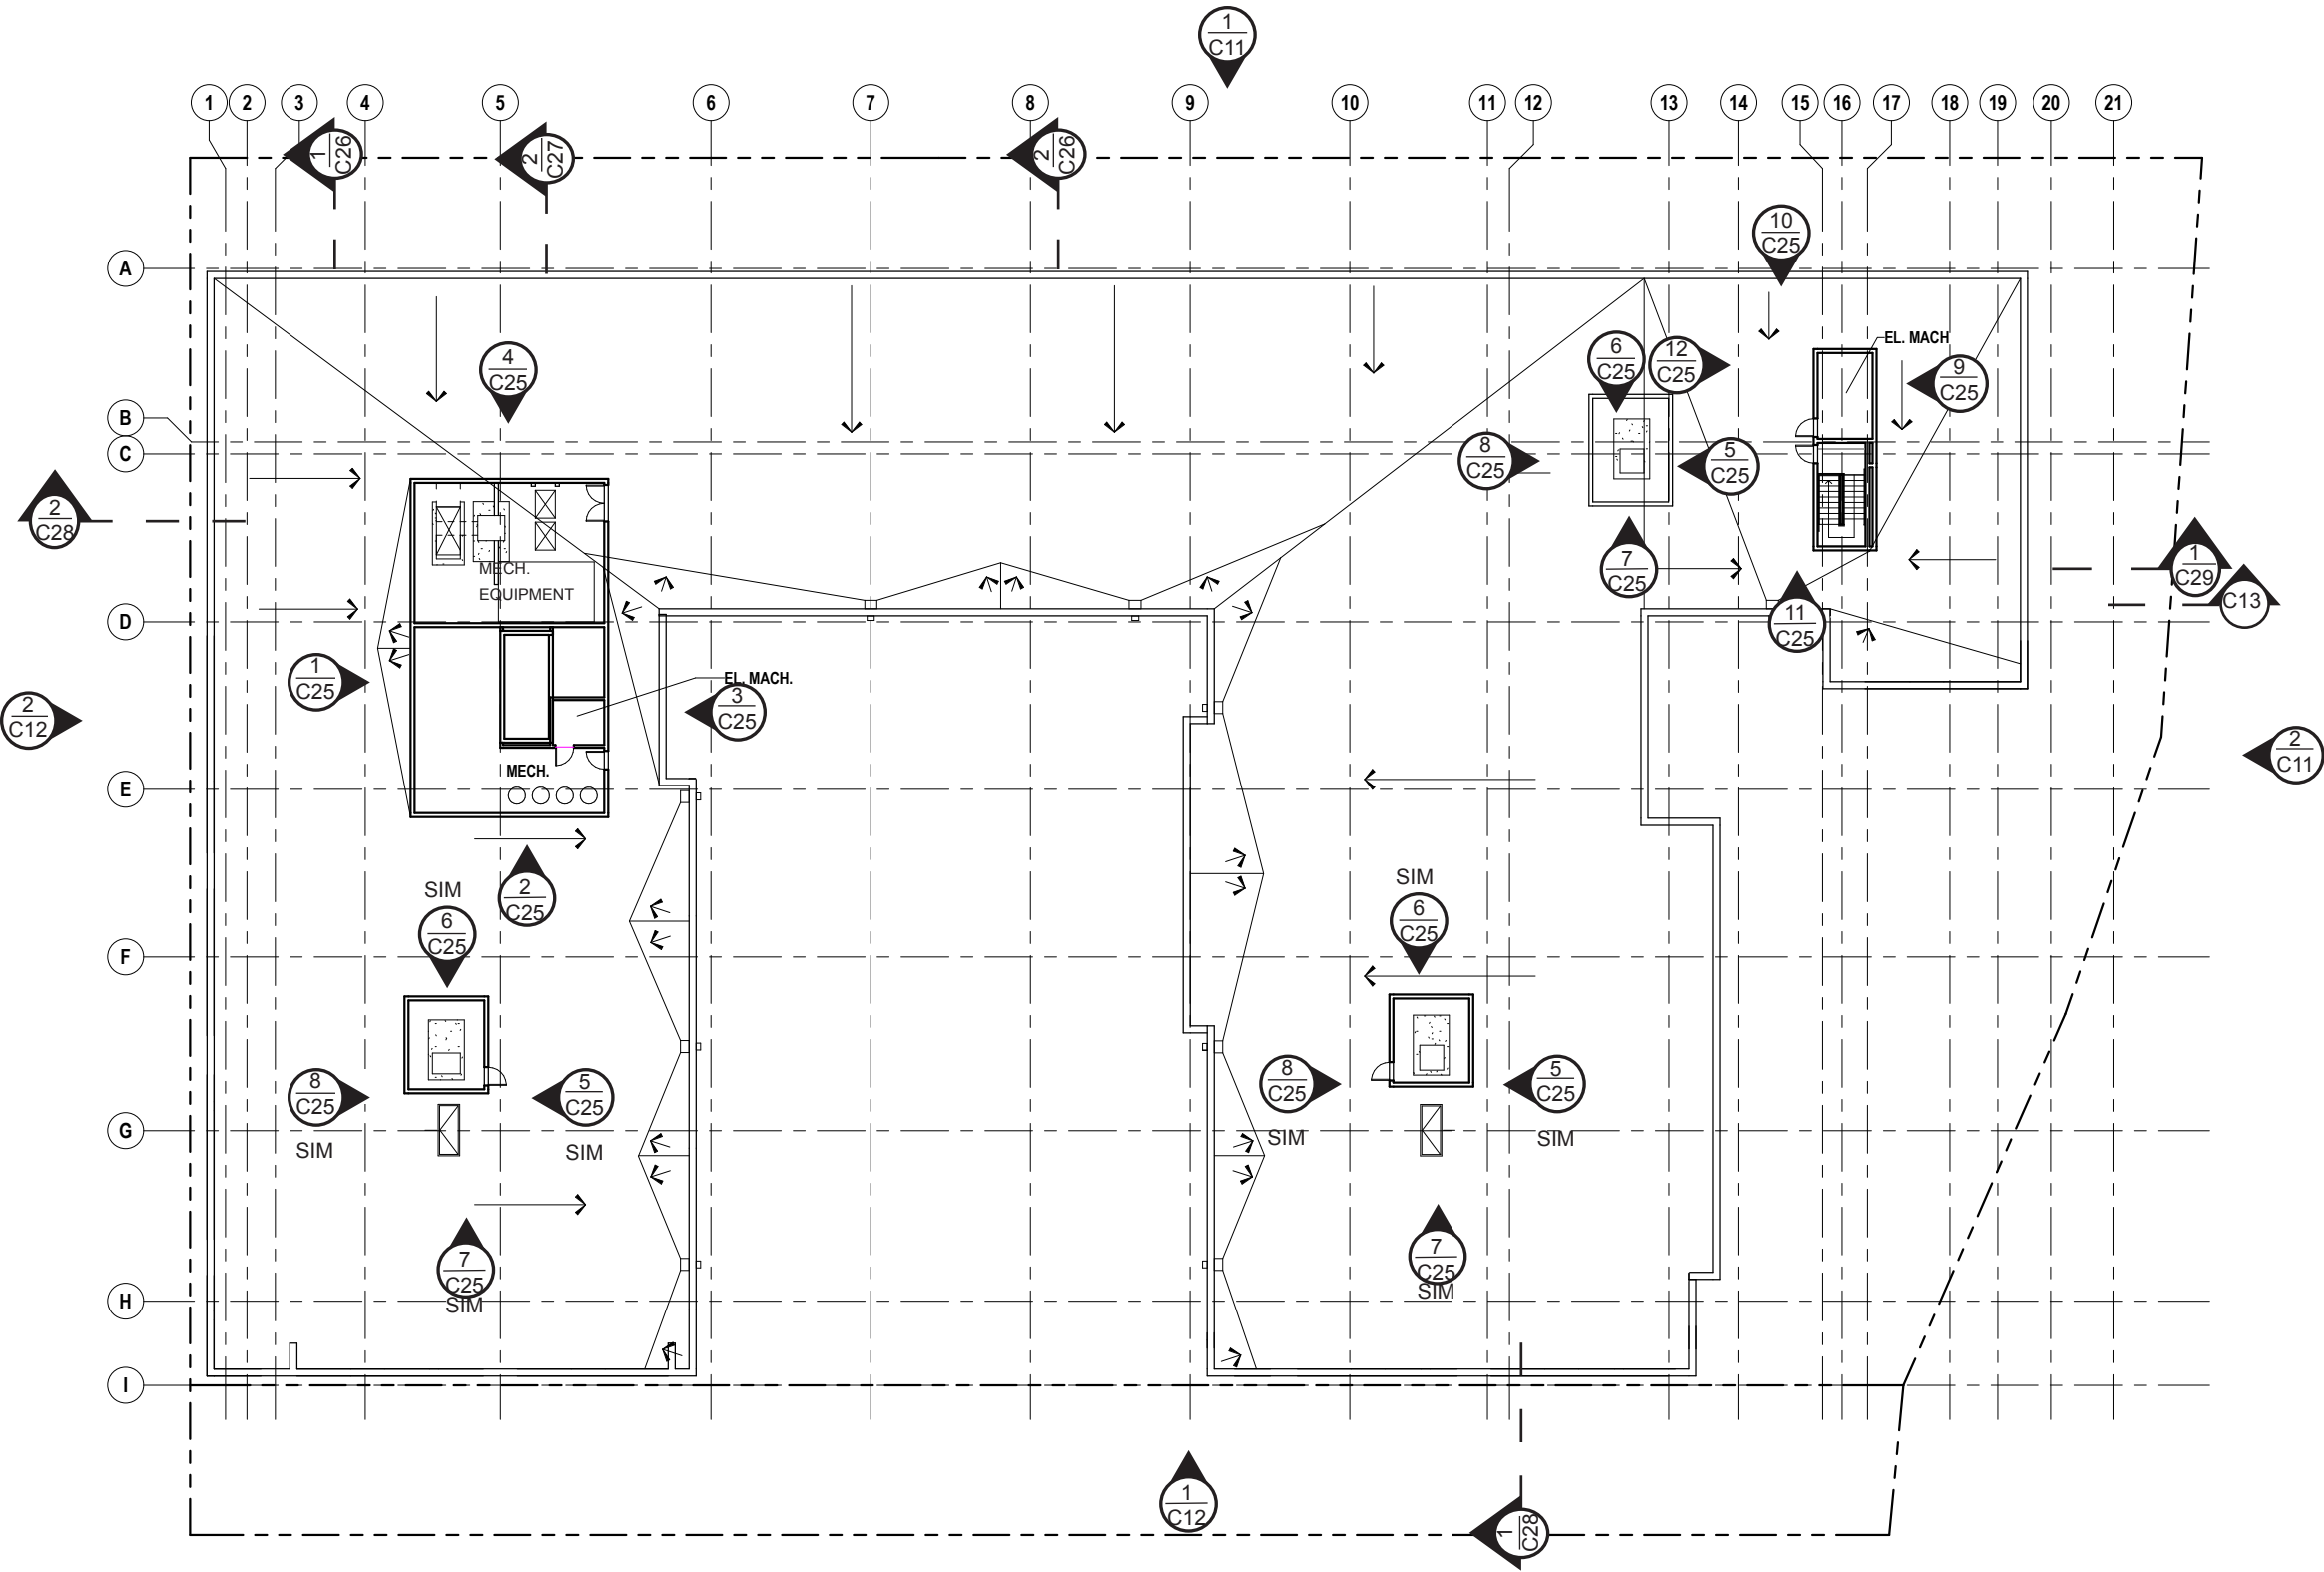 1
C11
1 2 3 4 5 6 7 8 9 10 11 12 13 14 15 16 17 18 19 20 21
1
C26
2
C27
2
C26
10
C25
A
EL. MACH
4
C25
6
C25
12
C25
9
C25
B
C
8
C25
5
C25
2
C28
MECH.
EQUIPMENT
7
C25
1
C29
C13
D
11
C25
1
C25
EL. MACH.
3
C25
2
C12
2
C11
MECH.
E
SIM
2
C25
SIM
6
C25
6
C25
F
8
C25
SIM
5
C25
SIM
8
C25
SIM
5
C25
SIM
G
7
C25
SIM
7
C25
SIM
H
I
1
C12
1
C28